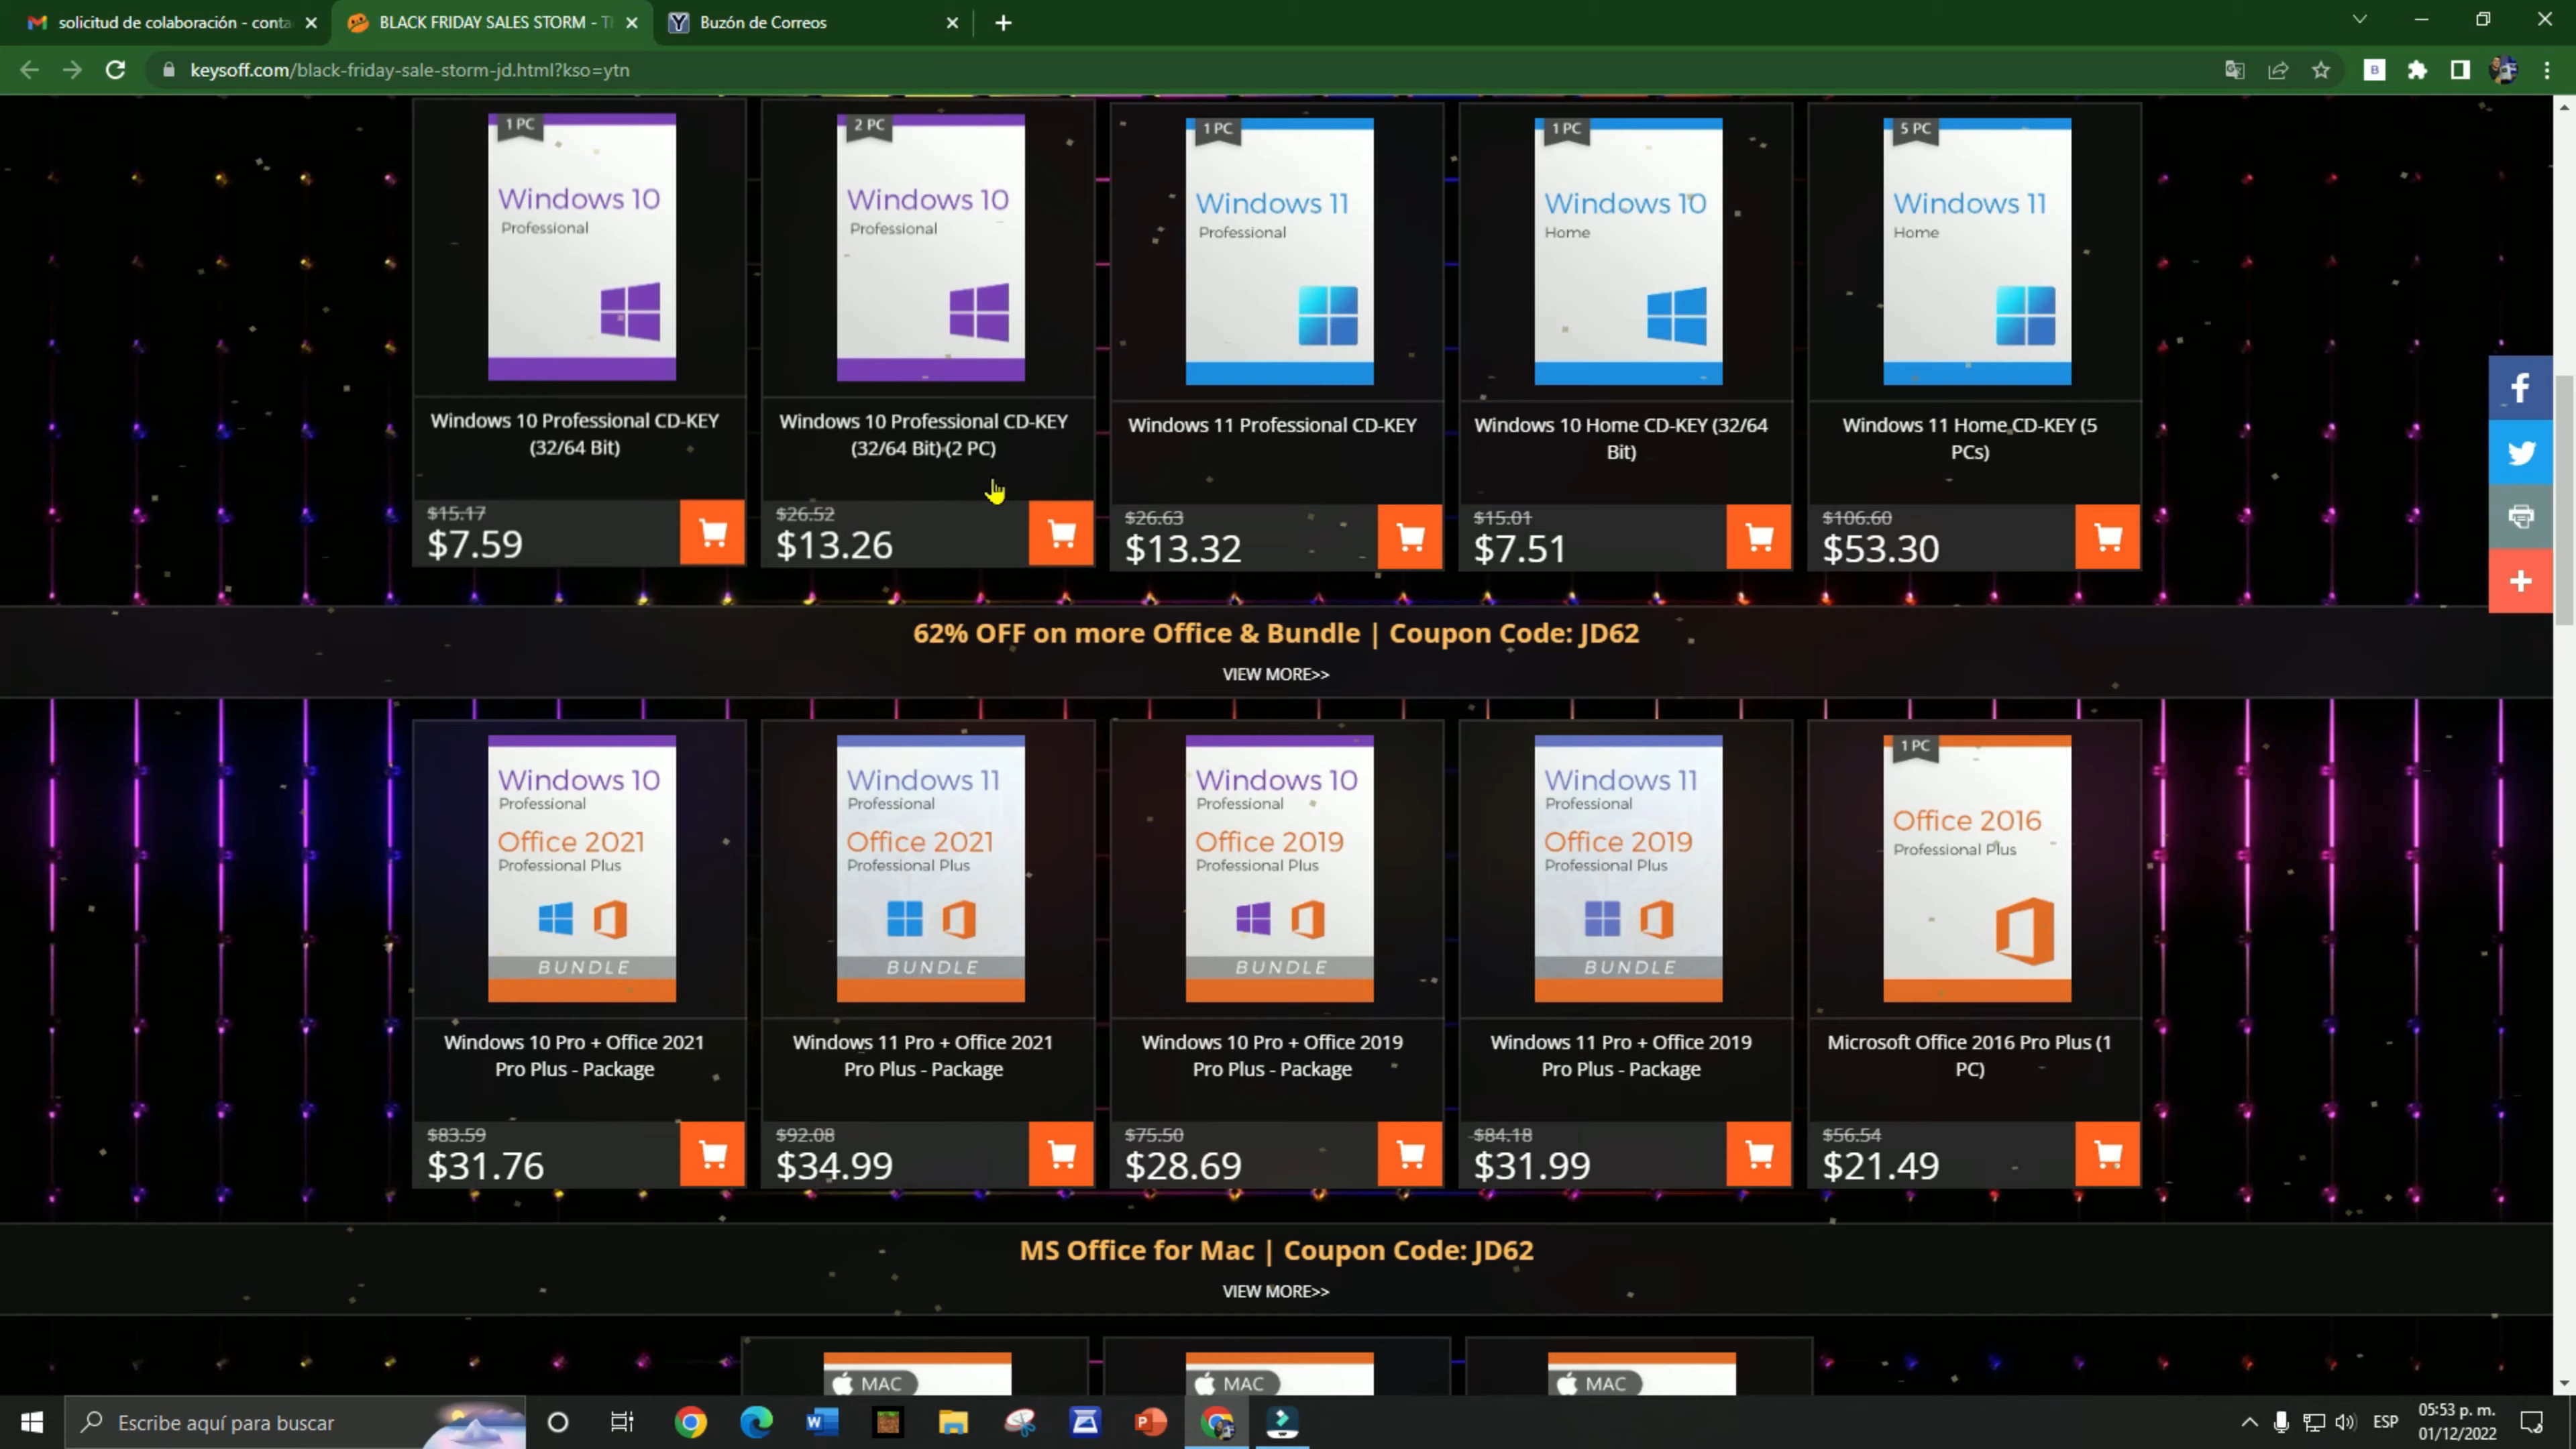 solicitud de colaboración - conta
BLACK FRIDAY SALES STORM - T
Buzón de Correos
keysoff.com/black-friday-sale-storm-jd.html?kso=ytn
1 PC
Windows 10
Professional
2 PC
Windows 10
Professional
1 PC
Windows 11
Professional
1 PC
Windows 10
Home
5 PC
Windows 11
Home
Windows 10 Professional CD-KEY
(32/64 Bit)
Windows 10 Professional CD-KEY
(32/64 Bit) (2 PC)
Windows 11 Professional CD-KEY
Windows 10 Home CD-KEY (32/64
Bit)
Windows 11 Home CD-KEY (5
PCs)
$15.17
$7.59
$26.52
$13.26
$26.63
$13.32
$15.01
$7.51
$106.60
$53.30
62% OFF on more Office & Bundle | Coupon Code: JD62
VIEW MORE>>
Windows 10
Professional
Office 2021
Professional Plus
BUNDLE
Windows 11
Professional
Office 2021
Professional Plus
BUNDLE
Windows 10
Professional
Office 2019
Professional Plus
BUNDLE
Windows 11
Professional
Office 2019
Professional Plus
BUNDLE
1 PC
Office 2016
Professional Plus
Windows 10 Pro + Office 2021
Pro Plus - Package
Windows 11 Pro + Office 2021
Pro Plus - Package
Windows 10 Pro + Office 2019
Pro Plus - Package
Windows 11 Pro + Office 2019
Pro Plus - Package
Microsoft Office 2016 Pro Plus (1
PC)
$83.59
$31.76
$92.08
$34.99
$75.50
$28.69
$84.18
$31.99
$56.54
$21.49
MS Office for Mac | Coupon Code: JD62
VIEW MORE>>
MAC
MAC
MAC
Escribe aquí para buscar
ESP
05:53 p. m.
01/12/2022